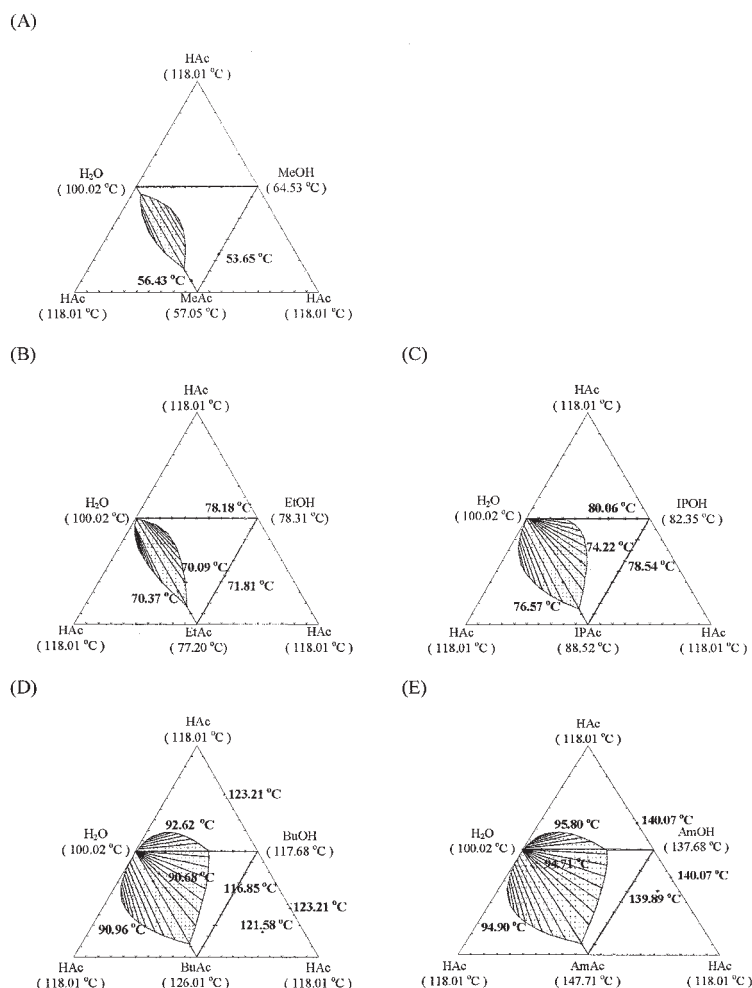 (A)
HAc
( 118.01 °C )
H₂O
( 100.02 °C )
MeOH
( 64.53 °C )
53.65 °C
56.43 °C
HAc
( 118.01 °C )
MeAc
( 57.05 °C )
HAc
( 118.01 °C )
(B)
HAc
( 118.01 °C )
H₂O
( 100.02 °C )
78.18 °C
EtOH
( 78.31 °C )
70.09 °C
71.81 °C
70.37 °C
HAc
( 118.01 °C )
EtAc
( 77.20 °C )
HAc
( 118.01 °C )
(C)
HAc
( 118.01 °C )
H₂O
( 100.02 °C )
80.06 °C
IPOH
( 82.35 °C )
74.22 °C
78.54 °C
76.57 °C
HAc
( 118.01 °C )
IPAc
( 88.52 °C )
HAc
( 118.01 °C )
(D)
HAc
( 118.01 °C )
123.21 °C
92.62 °C
H₂O
( 100.02 °C )
BuOH
( 117.68 °C )
90.68 °C
116.85 °C
123.21 °C
121.58 °C
90.96 °C
HAc
( 118.01 °C )
BuAc
( 126.01 °C )
HAc
( 118.01 °C )
(E)
HAc
( 118.01 °C )
95.80 °C
140.07 °C
H₂O
( 100.02 °C )
AmOH
( 137.68 °C )
94.71 °C
140.07 °C
139.89 °C
94.90 °C
HAc
( 118.01 °C )
AmAc
( 147.71 °C )
HAc
( 118.01 °C )